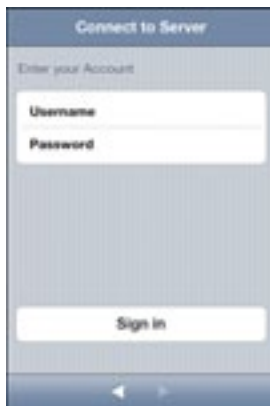 Connect to Server
Enter your Account
Username
Password
Sign in